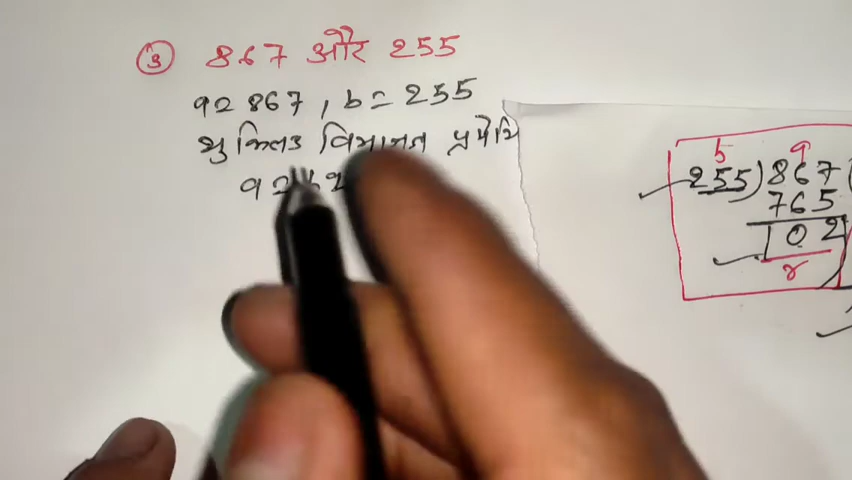 ③ 867 और 255
a = 867, b = 255
युक्लिड विभाजन प्रमेयि
a = b
b a
255)867(
765
102
r